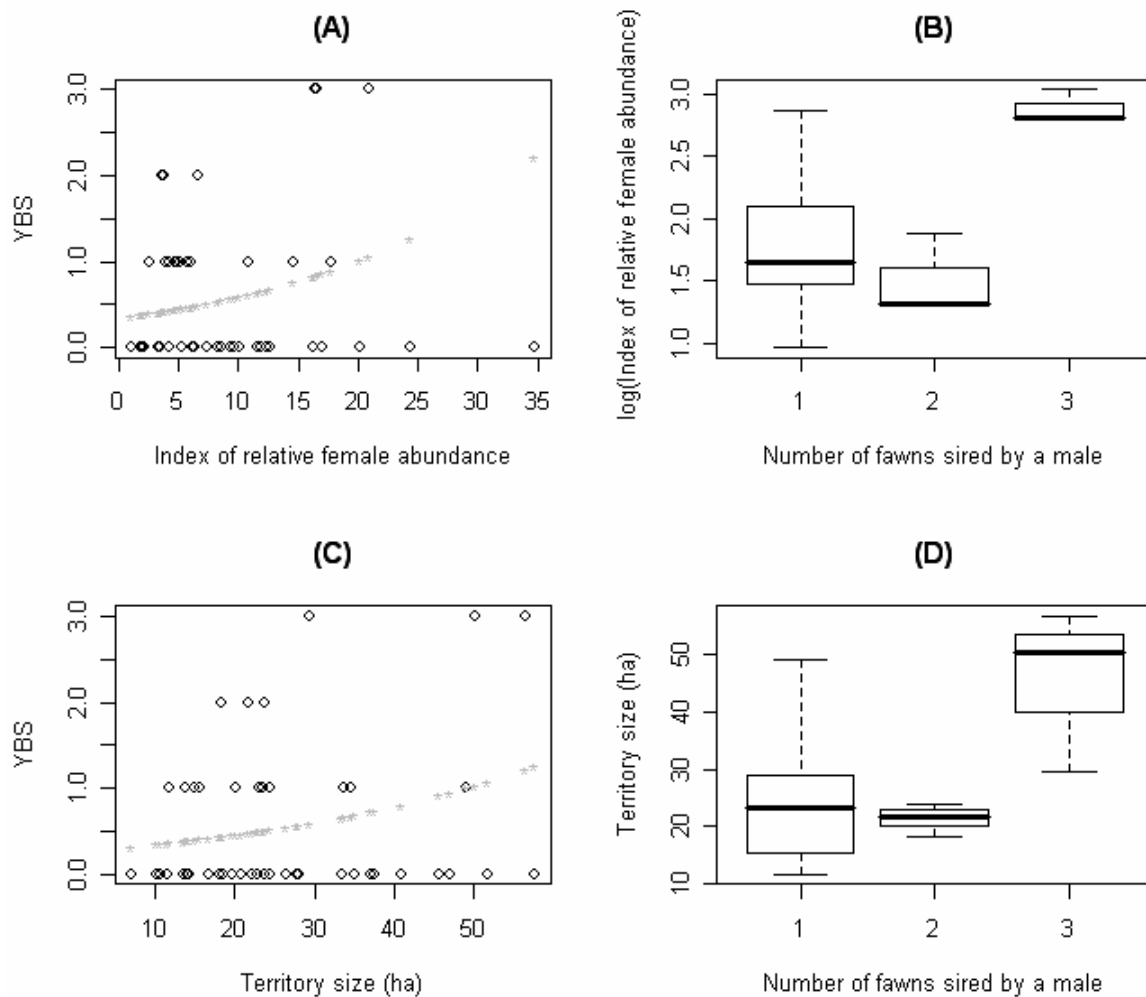 (A)
YBS
0.0 1.0 2.0 3.0
0 5 10 15 20 25 30 35
Index of relative female abundance
(B)
log(Index of relative female abundance)
1.0 1.5 2.0 2.5 3.0
1 2 3
Number of fawns sired by a male
(C)
YBS
0.0 1.0 2.0 3.0
10 20 30 40 50
Territory size (ha)
(D)
Territory size (ha)
10 20 30 40 50
1 2 3
Number of fawns sired by a male